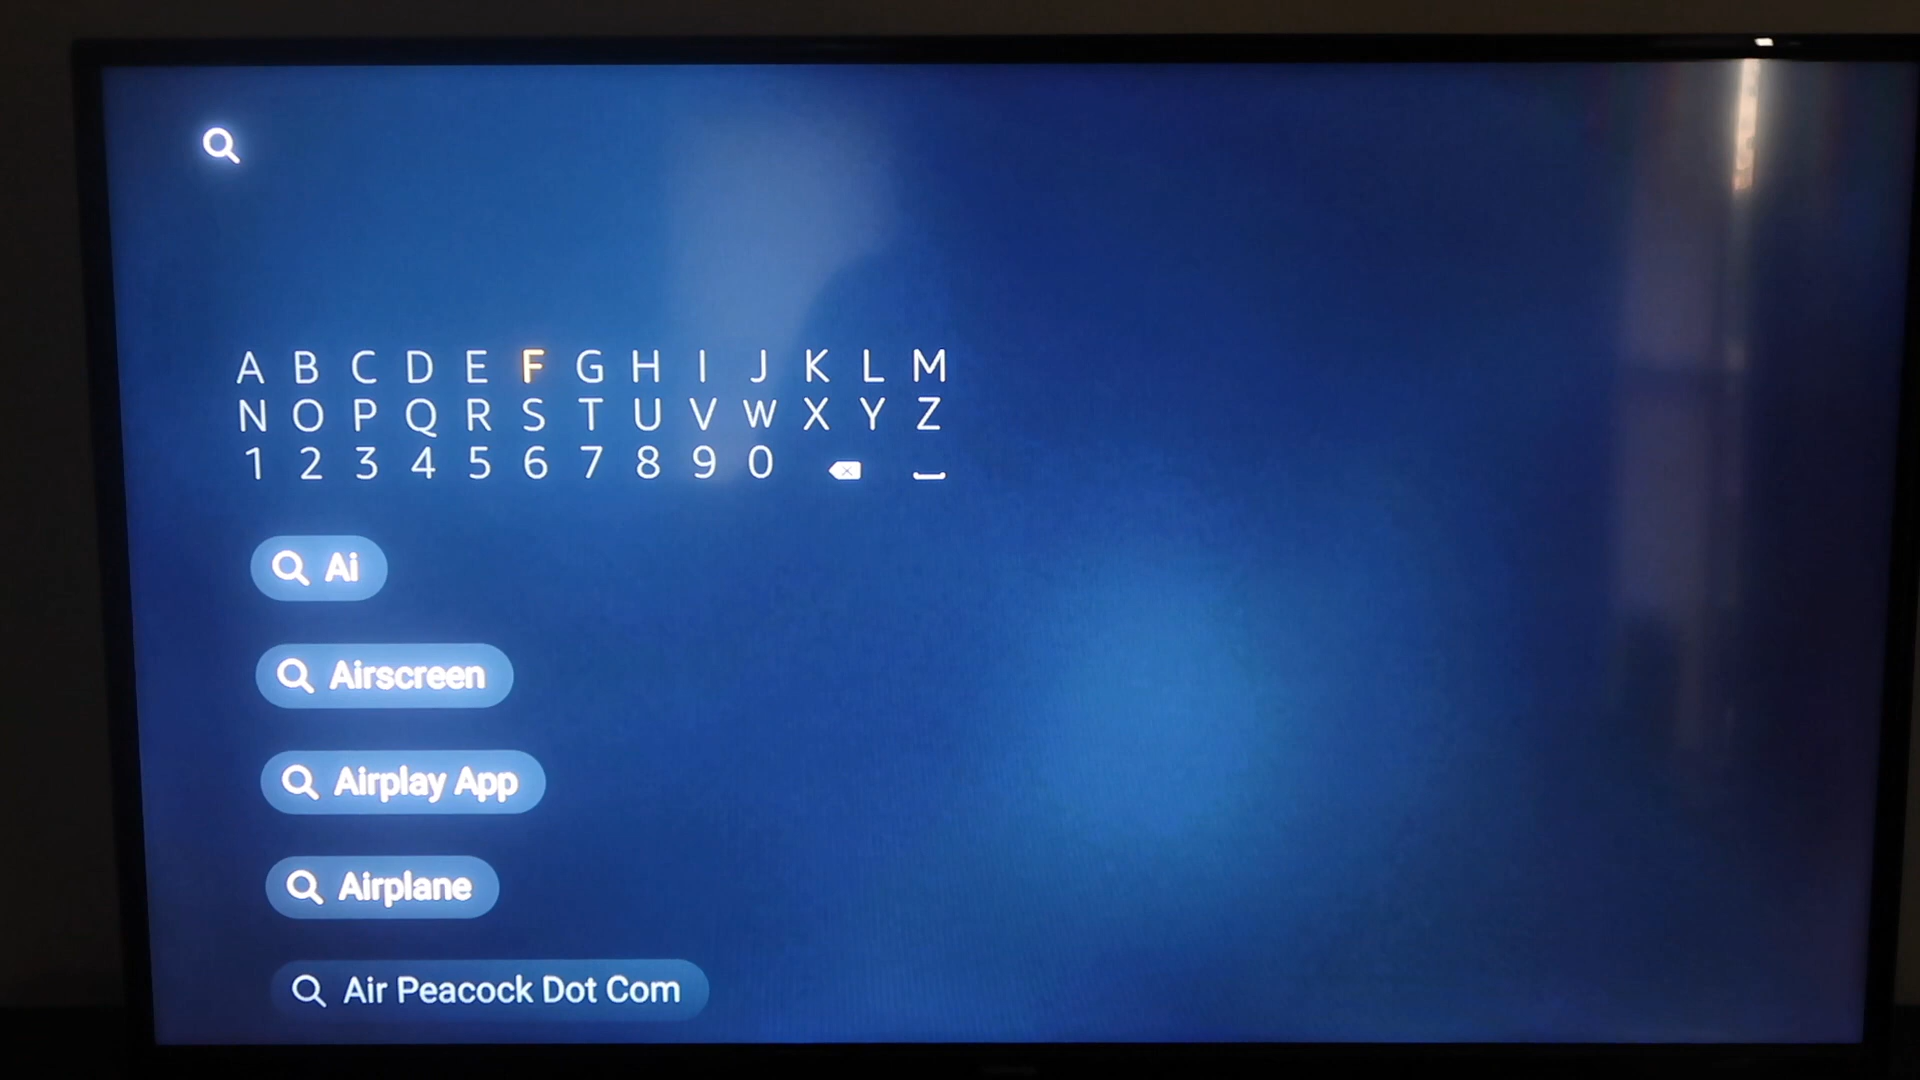 A B C D E F G H I J K L M
N O P Q R S T U V W X Y Z
1 2 3 4 5 6 7 8 9 0
Ai
Airscreen
Airplay App
Airplane
Air Peacock Dot Com